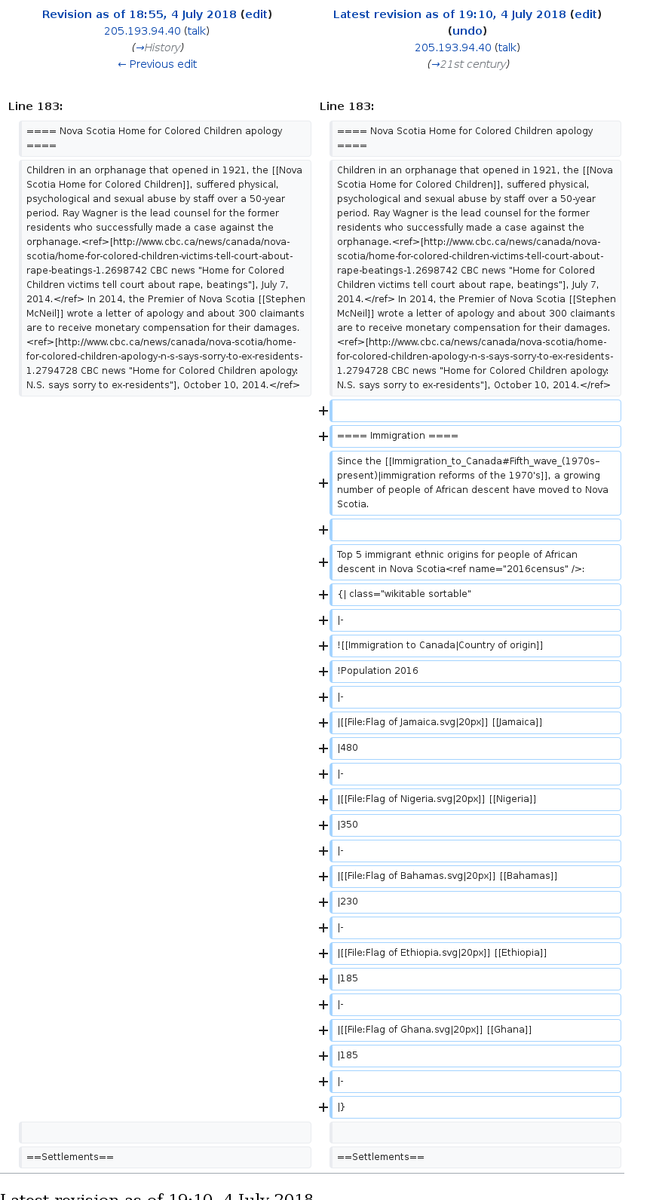 Revision as of 18:55, 4 July 2018 (edit)
205.193.94.40 (talk)
(→History)
← Previous edit
Latest revision as of 19:10, 4 July 2018 (edit)
(undo)
205.193.94.40 (talk)
(→21st century)
Line 183:
Line 183:
==== Nova Scotia Home for Colored Children apology
====
==== Nova Scotia Home for Colored Children apology
====
Children in an orphanage that opened in 1921, the [[Nova
Scotia Home for Colored Children]], suffered physical,
psychological and sexual abuse by staff over a 50-year
period. Ray Wagner is the lead counsel for the former
residents who successfully made a case against the
orphanage.<ref>[http://www.cbc.ca/news/canada/nova-
scotia/home-for-colored-children-victims-tell-court-about-
rape-beatings-1.2698742 CBC news "Home for Colored
Children victims tell court about rape, beatings"], July 7,
2014.</ref> In 2014, the Premier of Nova Scotia [[Stephen
McNeil]] wrote a letter of apology and about 300 claimants
are to receive monetary compensation for their damages.
<ref>[http://www.cbc.ca/news/canada/nova-scotia/home-
for-colored-children-apology-n-s-says-sorry-to-ex-residents-
1.2794728 CBC news "Home for Colored Children apology:
N.S. says sorry to ex-residents"], October 10, 2014.</ref>
Children in an orphanage that opened in 1921, the [[Nova
Scotia Home for Colored Children]], suffered physical,
psychological and sexual abuse by staff over a 50-year
period. Ray Wagner is the lead counsel for the former
residents who successfully made a case against the
orphanage.<ref>[http://www.cbc.ca/news/canada/nova-
scotia/home-for-colored-children-victims-tell-court-about-
rape-beatings-1.2698742 CBC news "Home for Colored
Children victims tell court about rape, beatings"], July 7,
2014.</ref> In 2014, the Premier of Nova Scotia [[Stephen
McNeil]] wrote a letter of apology and about 300 claimants
are to receive monetary compensation for their damages.
<ref>[http://www.cbc.ca/news/canada/nova-scotia/home-
for-colored-children-apology-n-s-says-sorry-to-ex-residents-
1.2794728 CBC news "Home for Colored Children apology:
N.S. says sorry to ex-residents"], October 10, 2014.</ref>
+
+ ==== Immigration ====
+ Since the [[Immigration_to_Canada#Fifth_wave_(1970s–
present)|immigration reforms of the 1970's]], a growing
number of people of African descent have moved to Nova
Scotia.
+
+ Top 5 immigrant ethnic origins for people of African
descent in Nova Scotia<ref name="2016census" />:
+ {| class="wikitable sortable"
+ |-
+ ![[Immigration to Canada|Country of origin]]
+ !Population 2016
+ |-
+ |[[File:Flag of Jamaica.svg|20px]] [[Jamaica]]
+ |480
+ |-
+ |[[File:Flag of Nigeria.svg|20px]] [[Nigeria]]
+ |350
+ |-
+ |[[File:Flag of Bahamas.svg|20px]] [[Bahamas]]
+ |230
+ |-
+ |[[File:Flag of Ethiopia.svg|20px]] [[Ethiopia]]
+ |185
+ |-
+ |[[File:Flag of Ghana.svg|20px]] [[Ghana]]
+ |185
+ |-
+ |}
==Settlements==
==Settlements==
Latest revision as of 19:10, 4 July 2018